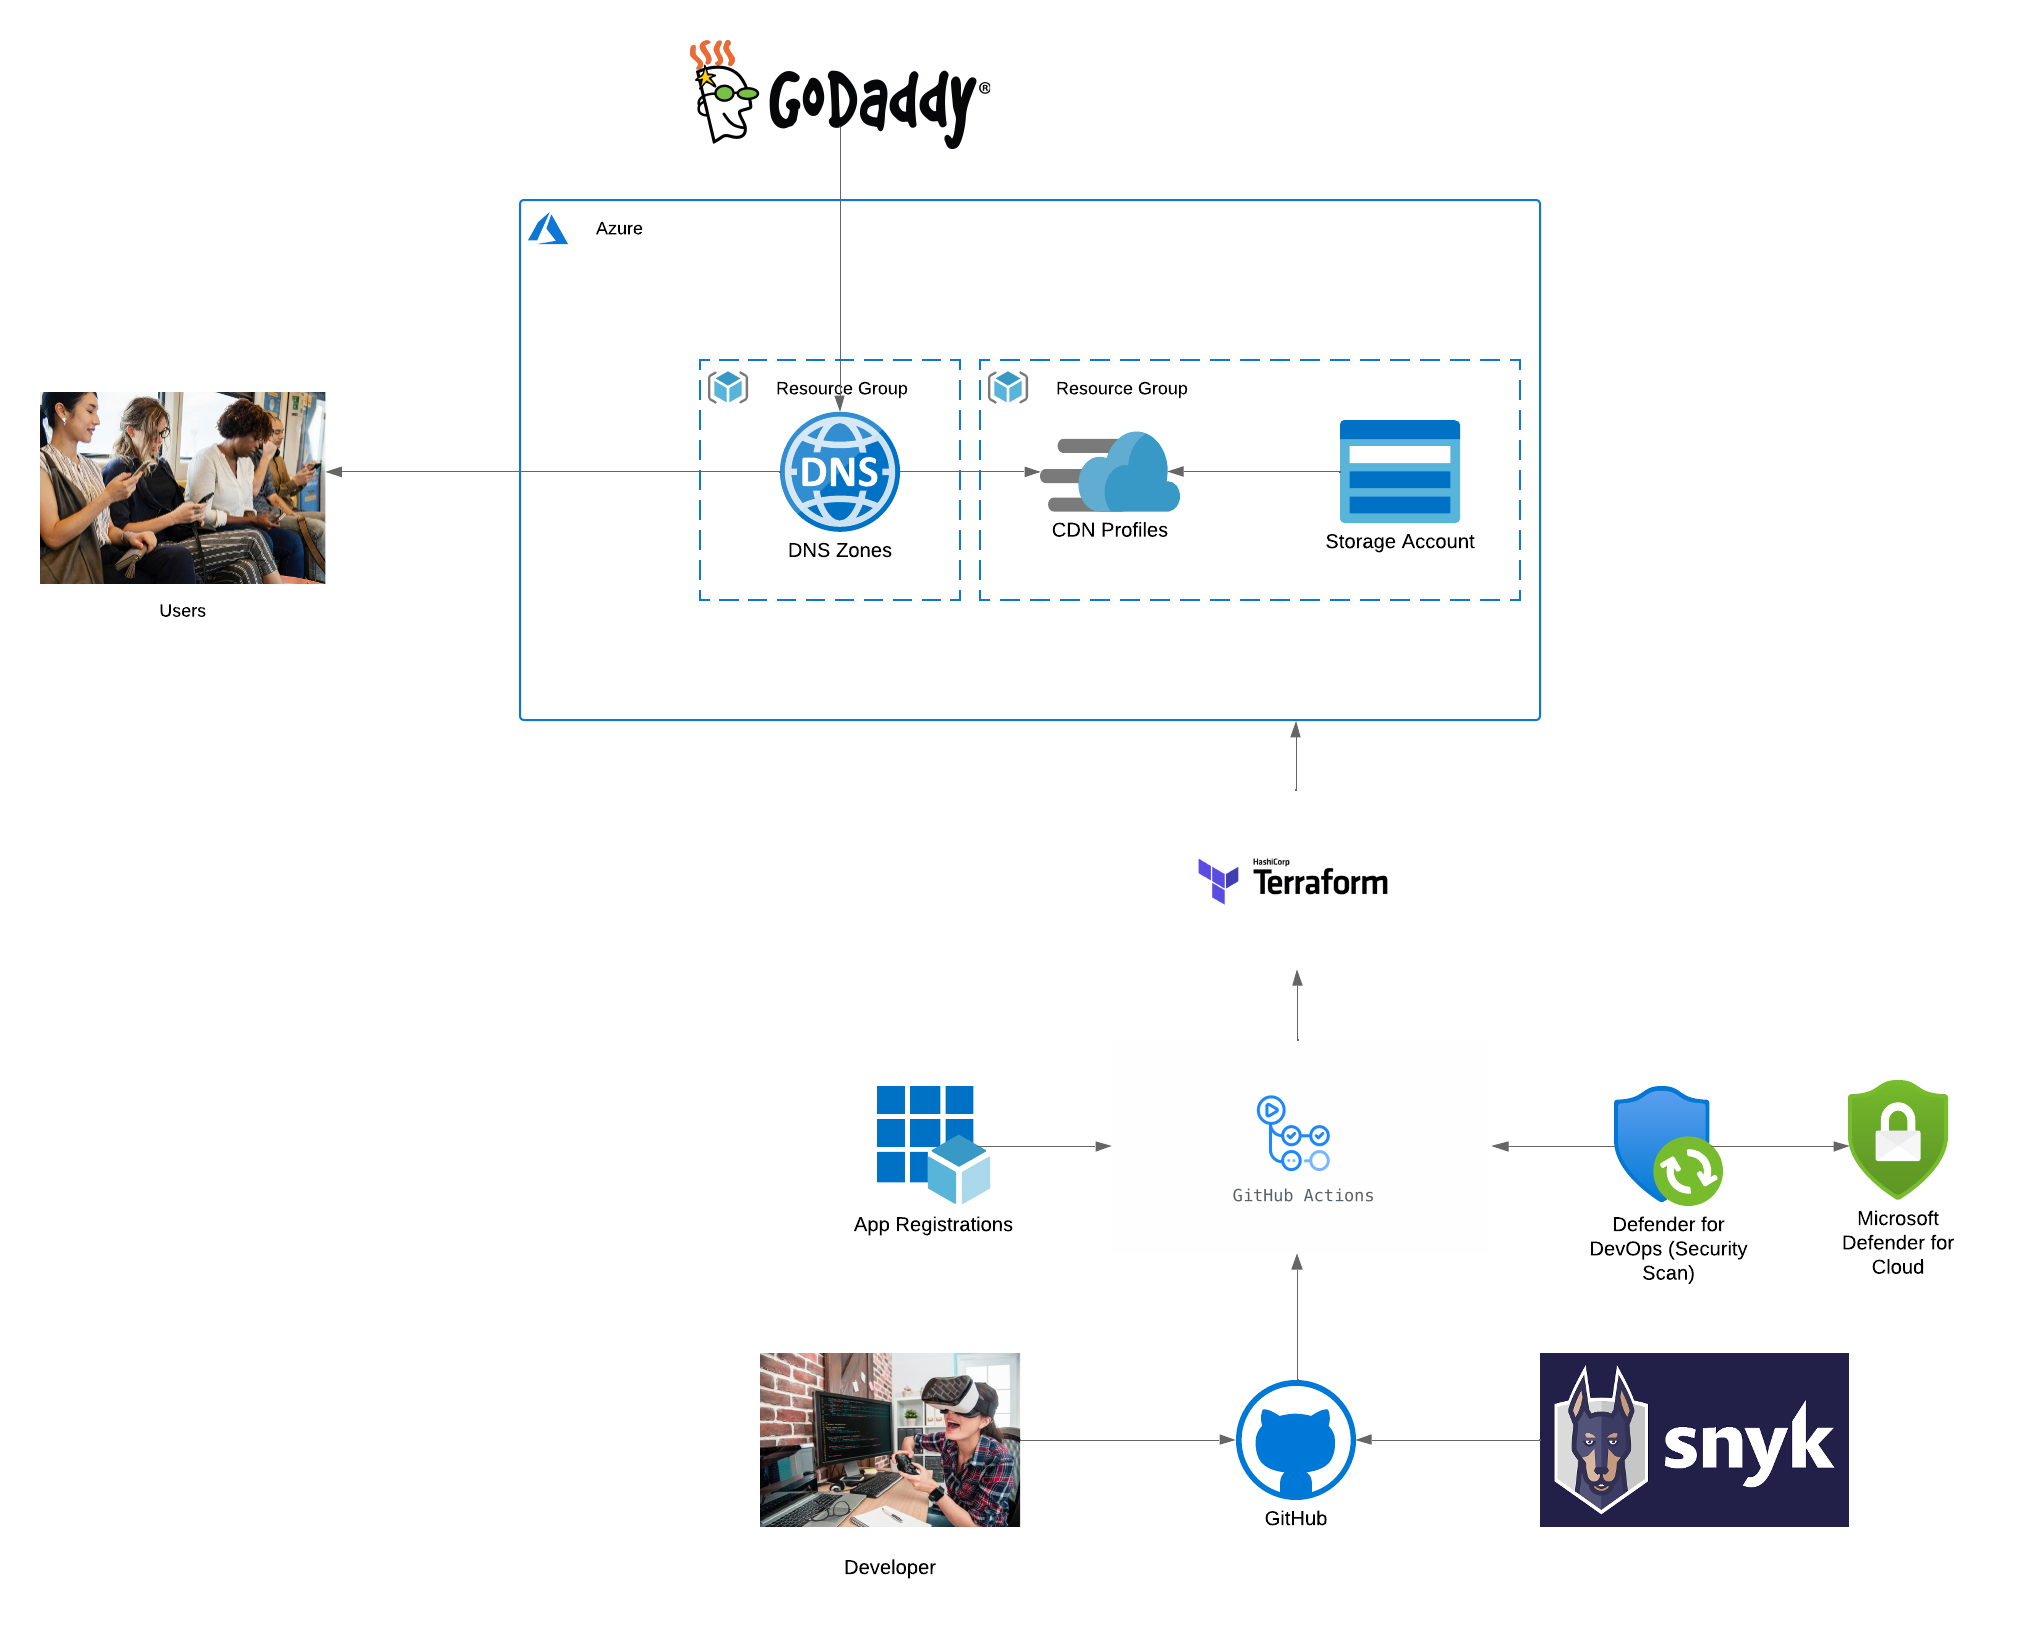 GoDaddy®
Azure
Resource Group
Resource Group
DNS
DNS Zones
CDN Profiles
Storage Account
Users
HashiCorp
Terraform
GitHub Actions
App Registrations
Defender for
DevOps (Security
Scan)
Microsoft
Defender for
Cloud
snyk
GitHub
Developer